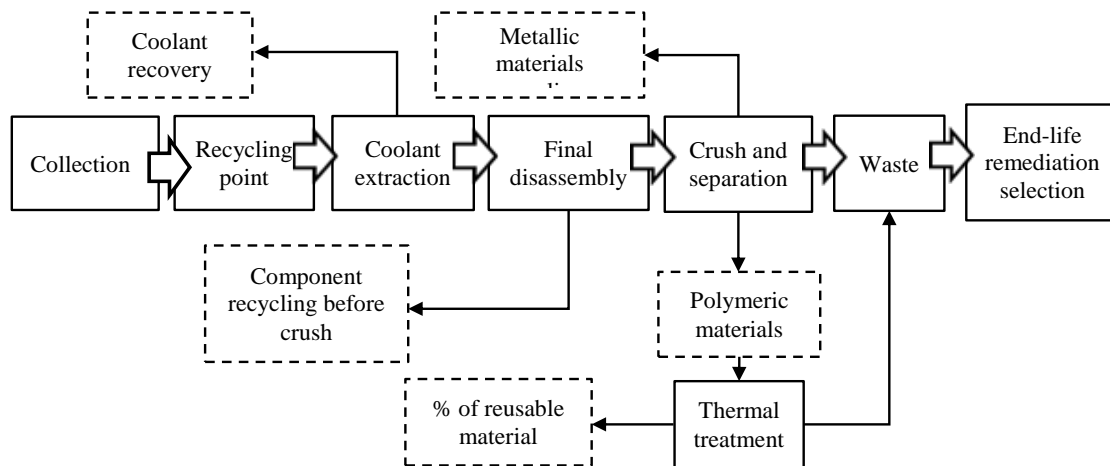 Coolant
recovery
Metallic
materials
Collection
Recycling
point
Coolant
extraction
Final
disassembly
Crush and
separation
Waste
End-life
remediation
selection
Component
recycling before
crush
Polymeric
materials
% of reusable
material
Thermal
treatment